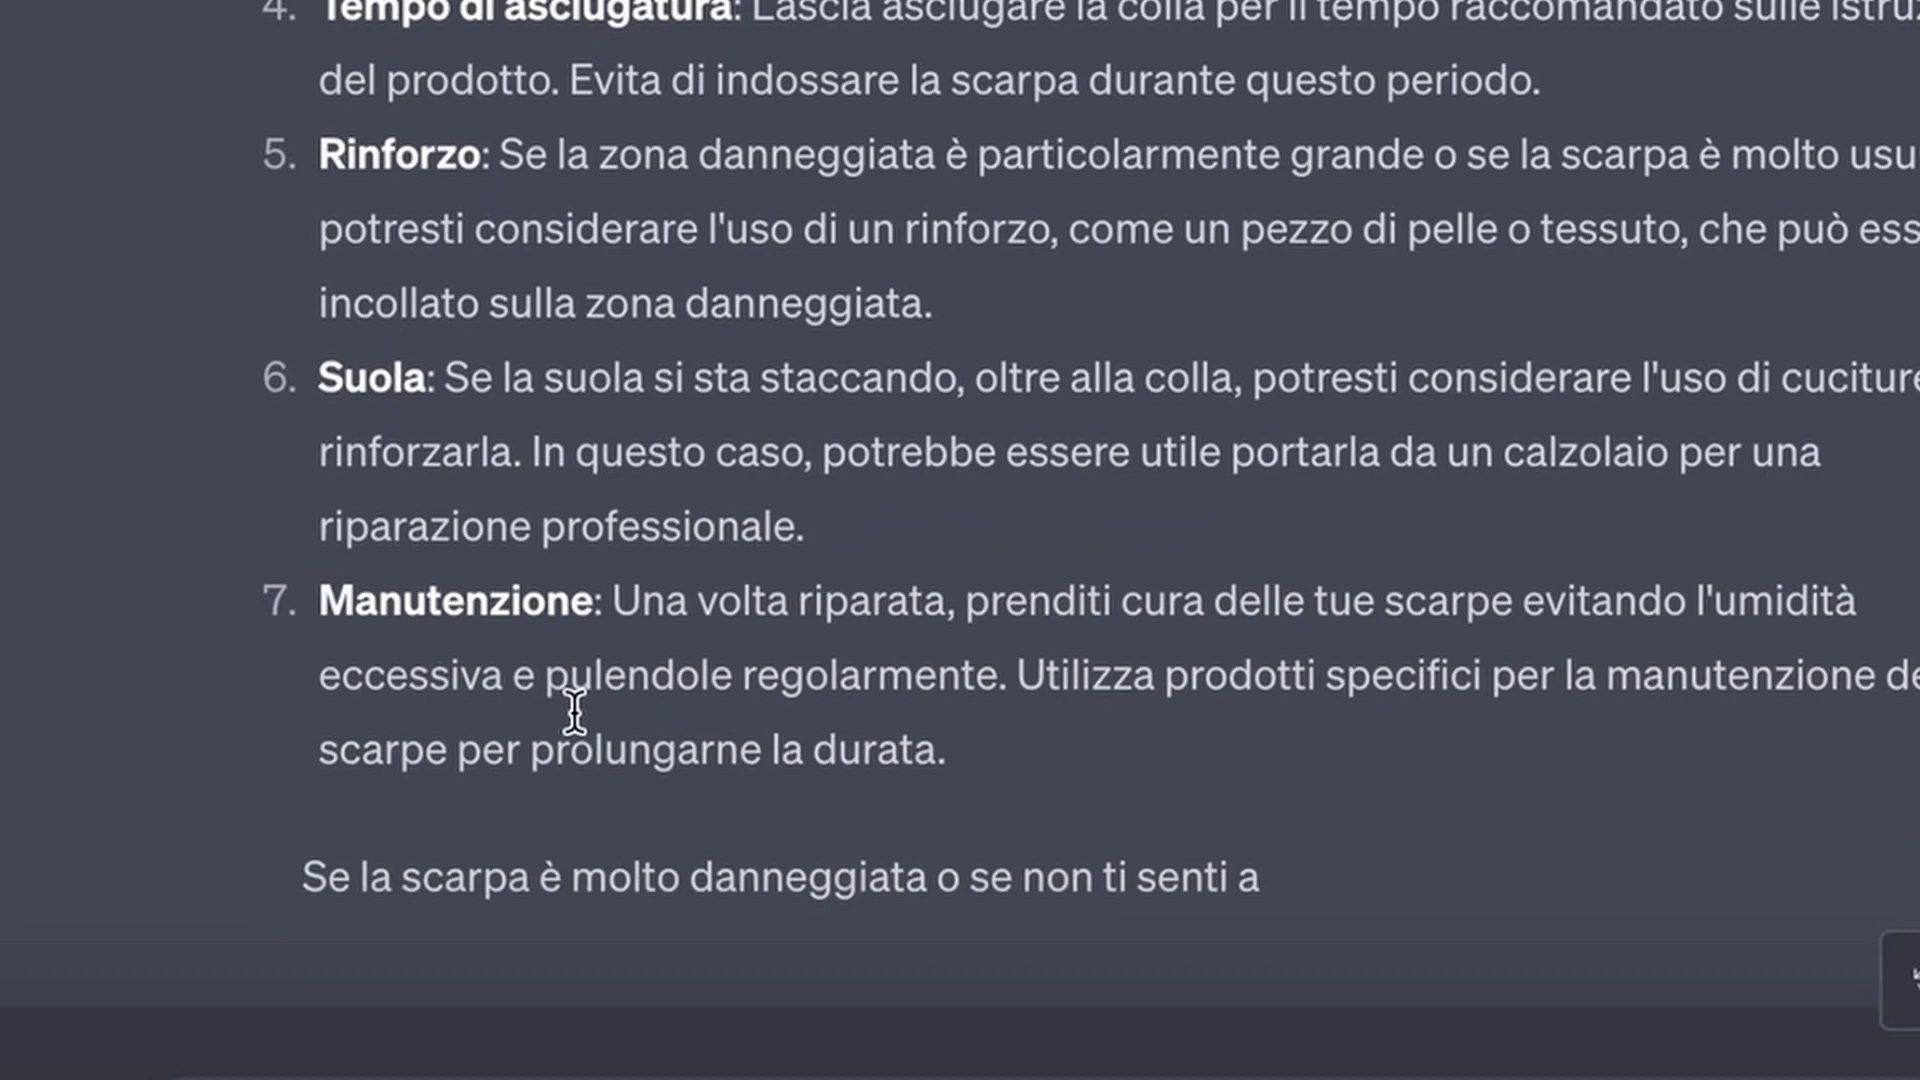 4. Tempo di asciugatura: Lascia asciugare la colla per il tempo raccomandato sulle
del prodotto. Evita di indossare la scarpa durante questo periodo.
5. Rinforzo: Se la zona danneggiata è particolarmente grande o se la scarpa è molto
potresti considerare l'uso di un rinforzo, come un pezzo di pelle o tessuto, che può
incollato sulla zona danneggiata.
6. Suola: Se la suola si sta staccando, oltre alla colla, potresti considerare l'uso di
rinforzarla. In questo caso, potrebbe essere utile portarla da un calzolaio per una
riparazione professionale.
7. Manutenzione: Una volta riparata, prenditi cura delle tue scarpe evitando l'umidità
eccessiva e pulendole regolarmente. Utilizza prodotti specifici per la manutenzione
scarpe per prolungarne la durata.
Se la scarpa è molto danneggiata o se non ti senti a